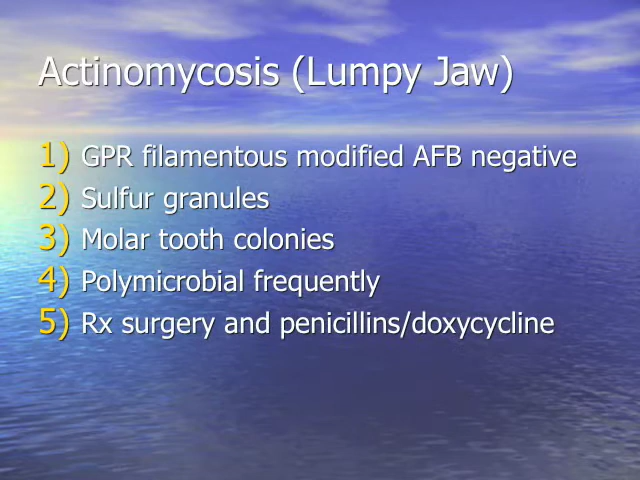 Actinomycosis (Lumpy Jaw)
1) GPR filamentous modified AFB negative
2) Sulfur granules
3) Molar tooth colonies
4) Polymicrobial frequently
5) Rx surgery and penicillins/doxycycline